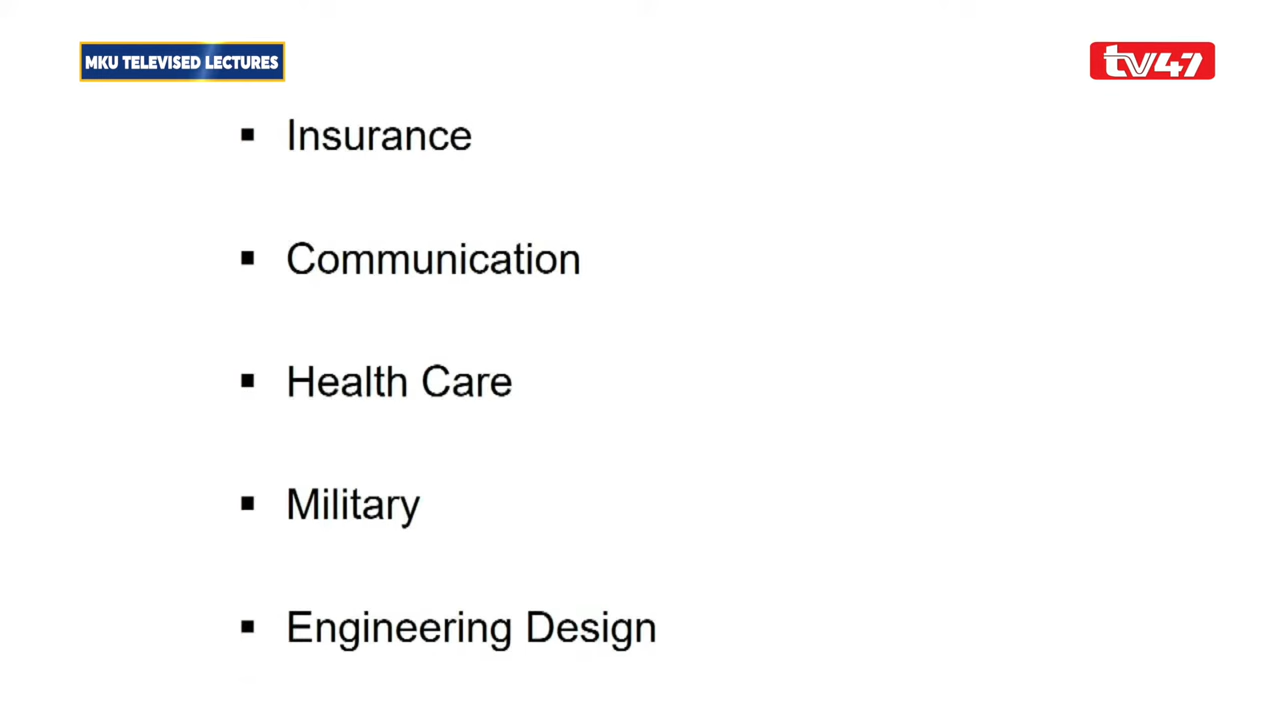 MKU TELEVISED LECTURES
tv47
Insurance
Communication
Health Care
Military
Engineering Design